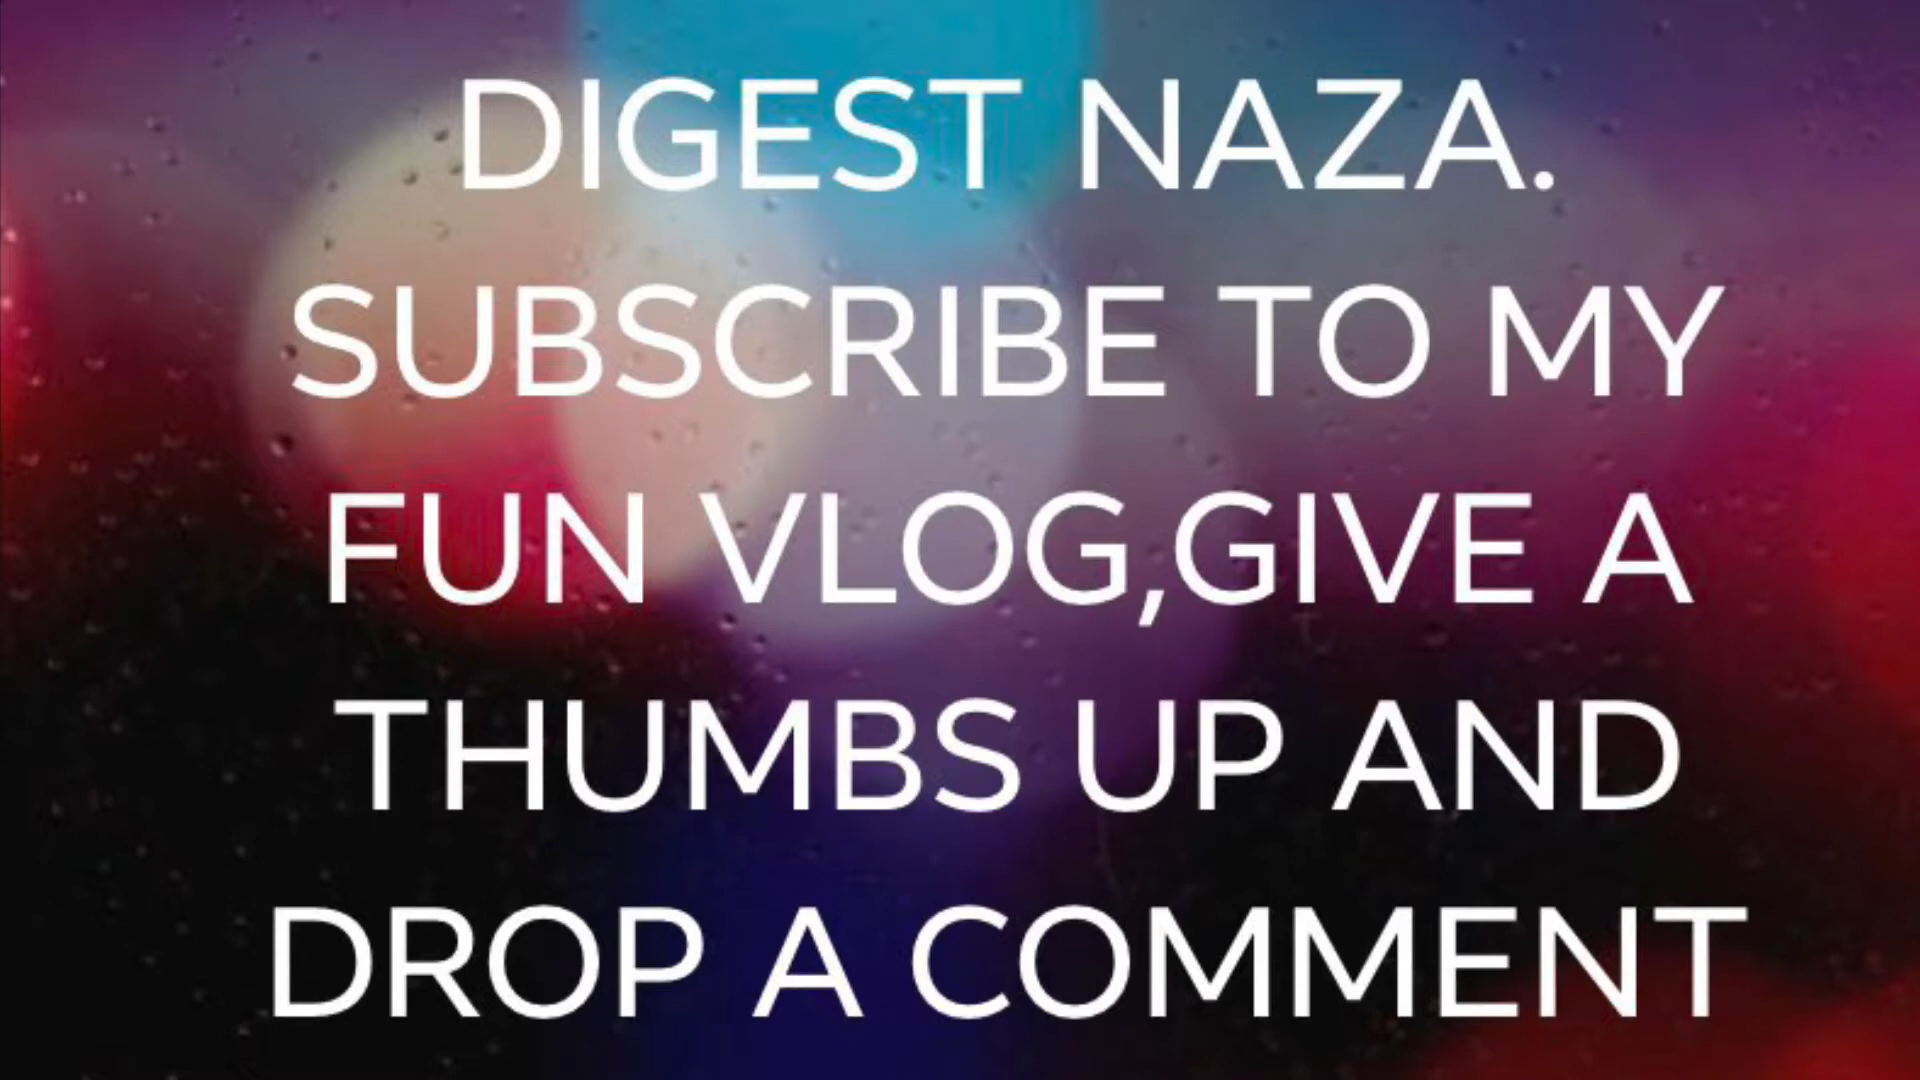 DIGEST NAZA.
SUBSCRIBE TO MY
FUN VLOG,GIVE A
THUMBS UP AND
DROP A COMMENT